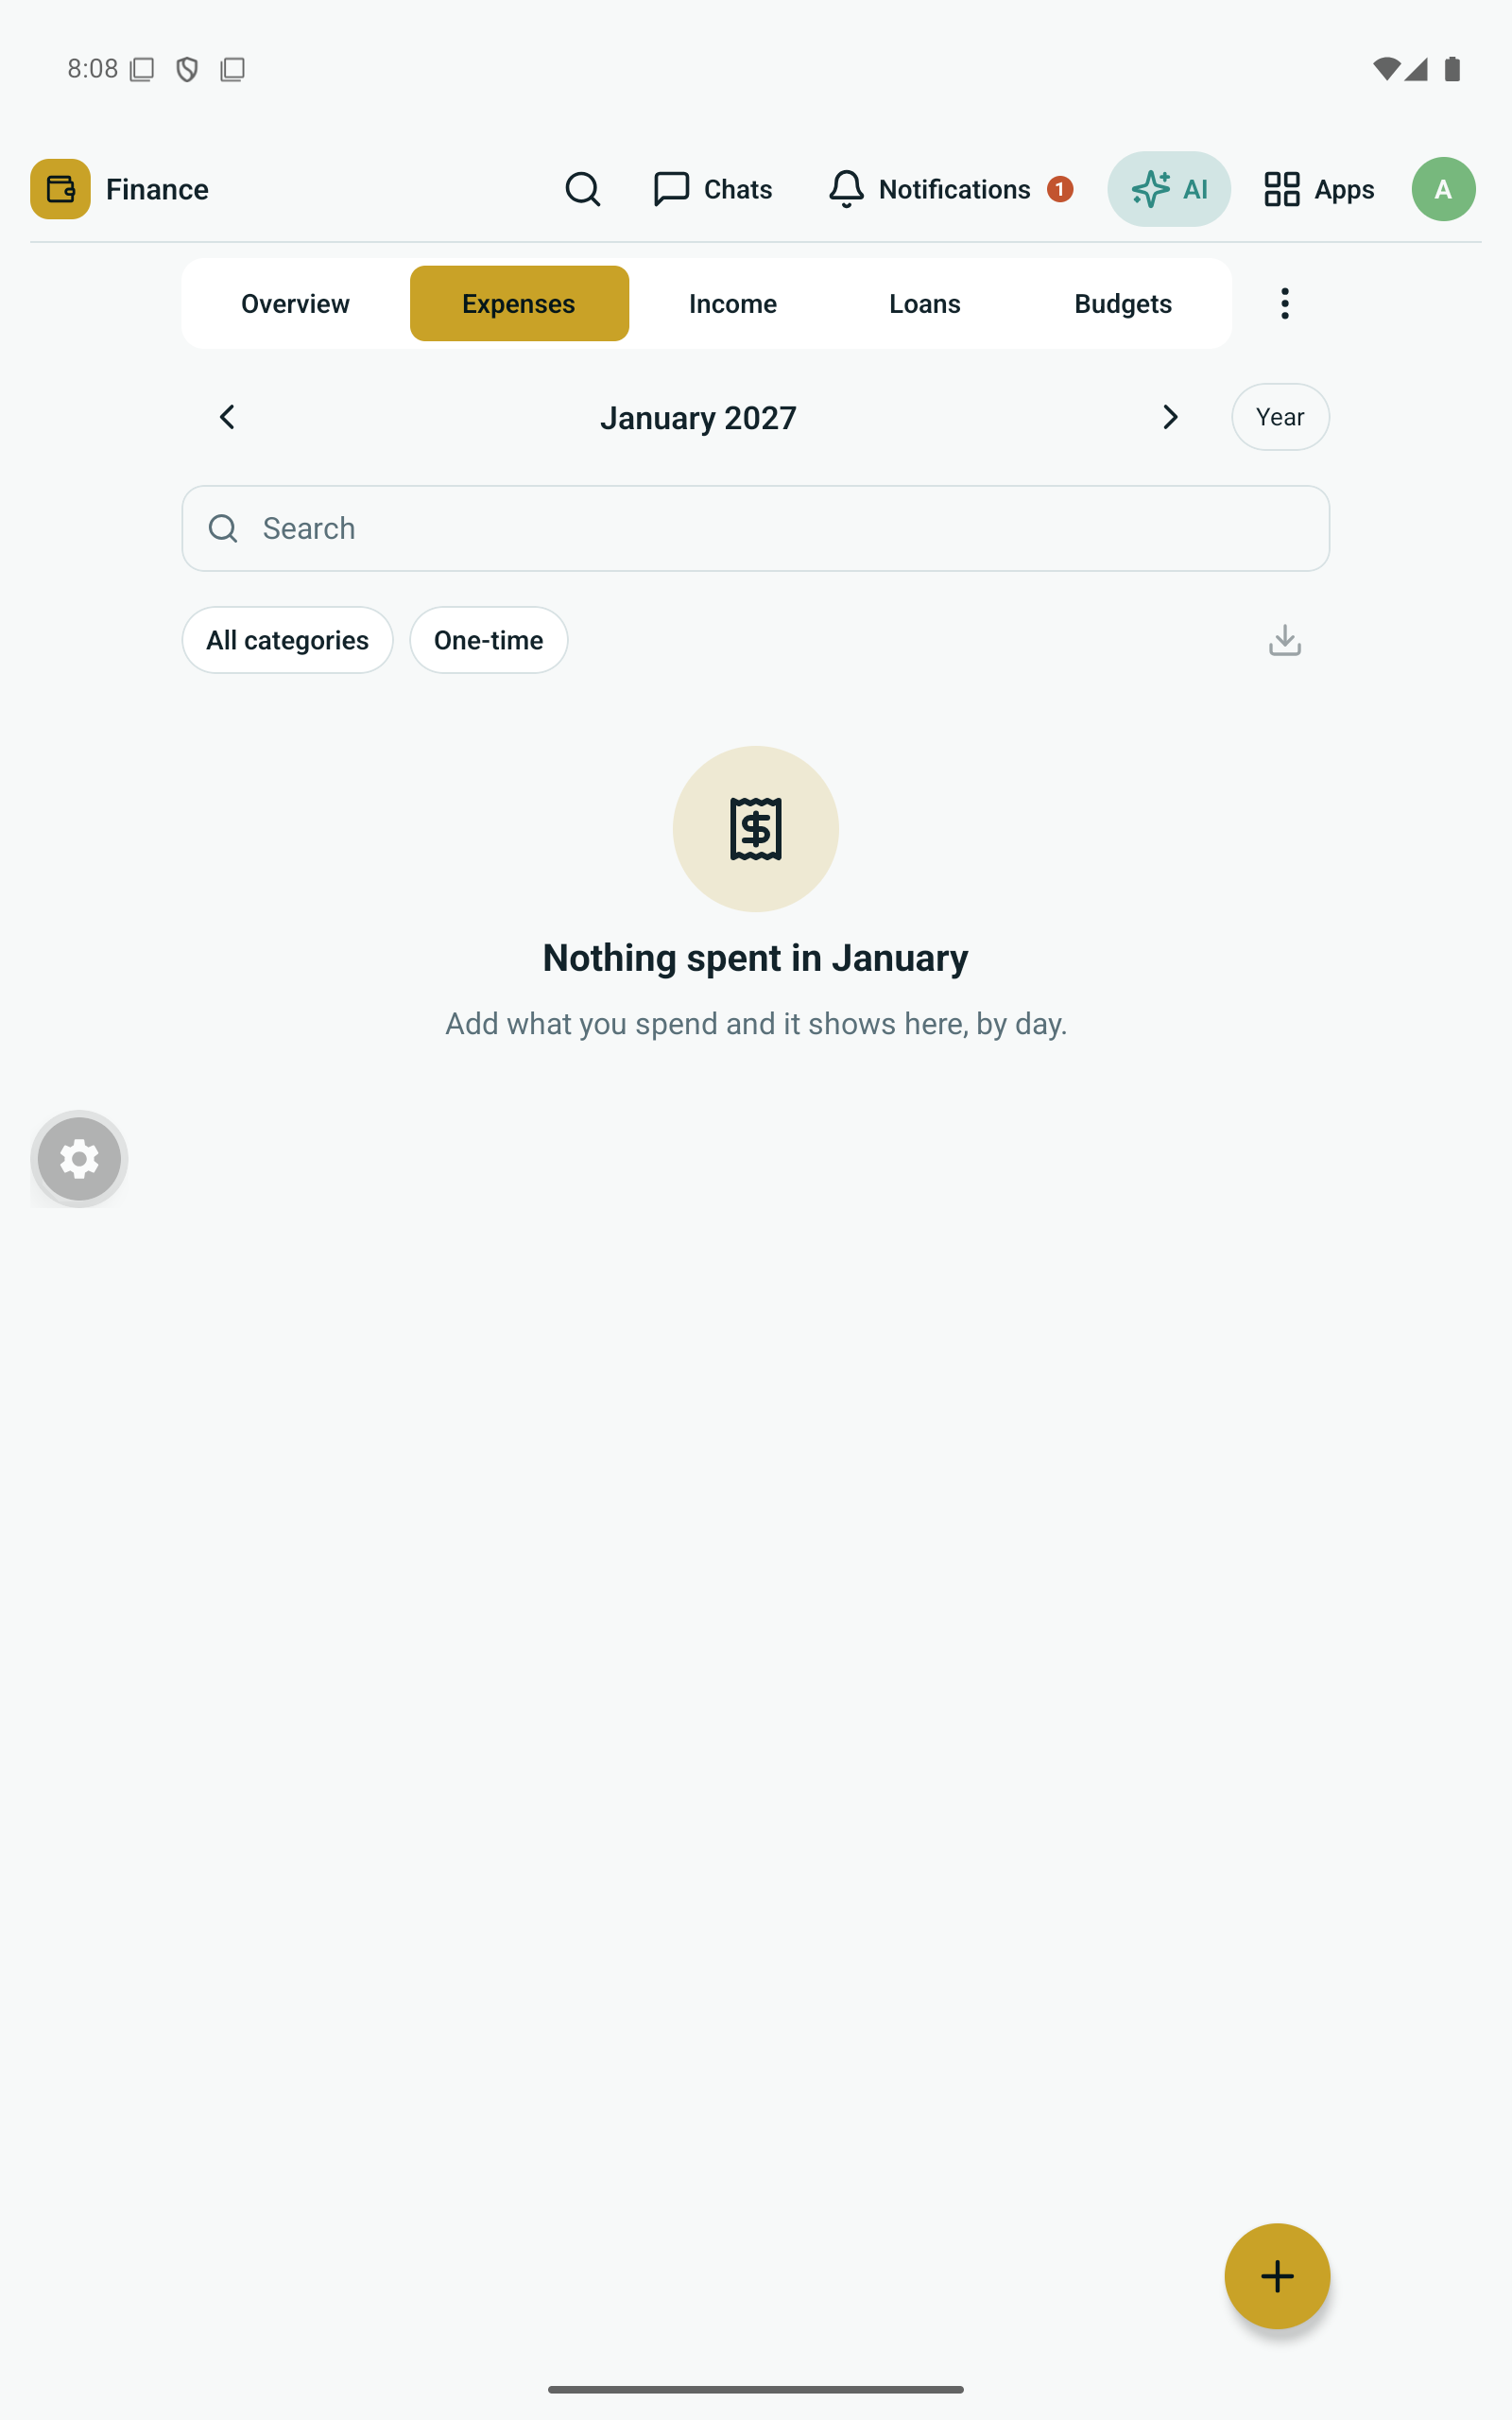 8:08
Finance
Chats
Notifications 1
AI
Apps
A
Overview
Expenses
Income
Loans
Budgets
January 2027
Year
Search
All categories
One-time
Nothing spent in January
Add what you spend and it shows here, by day.